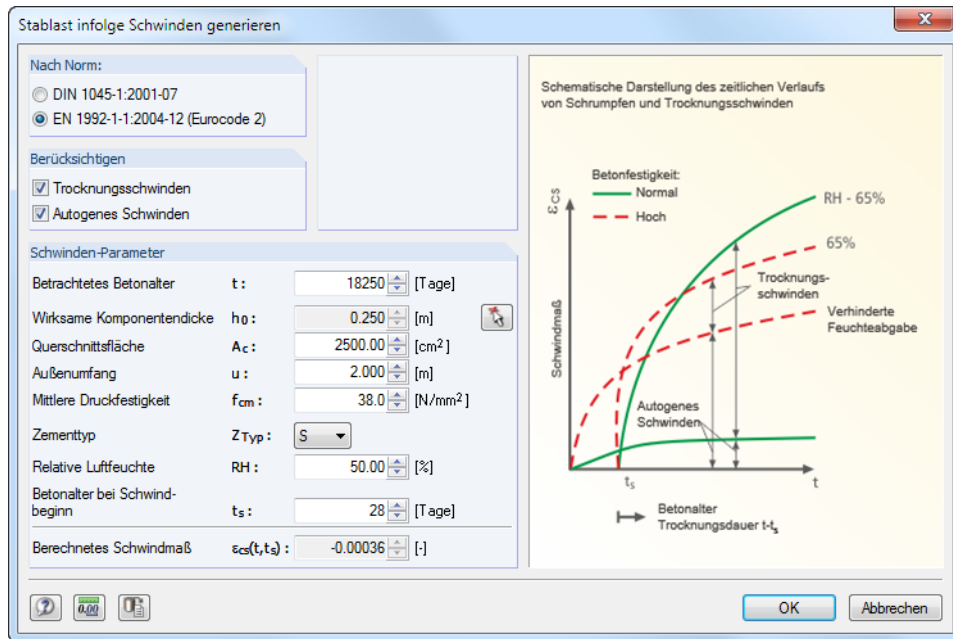 Stablast infolge Schwinden generieren
Nach Norm:
DIN 1045-1:2001-07
EN 1992-1-1:2004-12 (Eurocode 2)
Berücksichtigen
Trocknungsschwinden
Autogenes Schwinden
Schwinden-Parameter
Betrachtetes Betonalter t: 18250 [Tage]
Wirksame Komponentendicke h0: 0.250 [m]
Querschnittsfläche Ac: 2500.00 [cm²]
Außenumfang u: 2.000 [m]
Mittlere Druckfestigkeit fcm: 38.0 [N/mm²]
Zementtyp ZTyp: S
Relative Luftfeuchte RH: 50.00 [%]
Betonalter bei Schwind-
beginn ts: 28 [Tage]
Berechnetes Schwindmaß εcs(t,ts): -0.00036 [-]
Schematische Darstellung des zeitlichen Verlaufs
von Schrumpfen und Trocknungsschwinden
Betonfestigkeit:
Normal
Hoch
εCS
RH - 65%
65%
Trocknungs-
schwinden
Verhinderte
Feuchteabgabe
Schwindmaß
Autogenes
Schwinden
ts
t
Betonalter
Trocknungsdauer t-ts
0.00
OK
Abbrechen